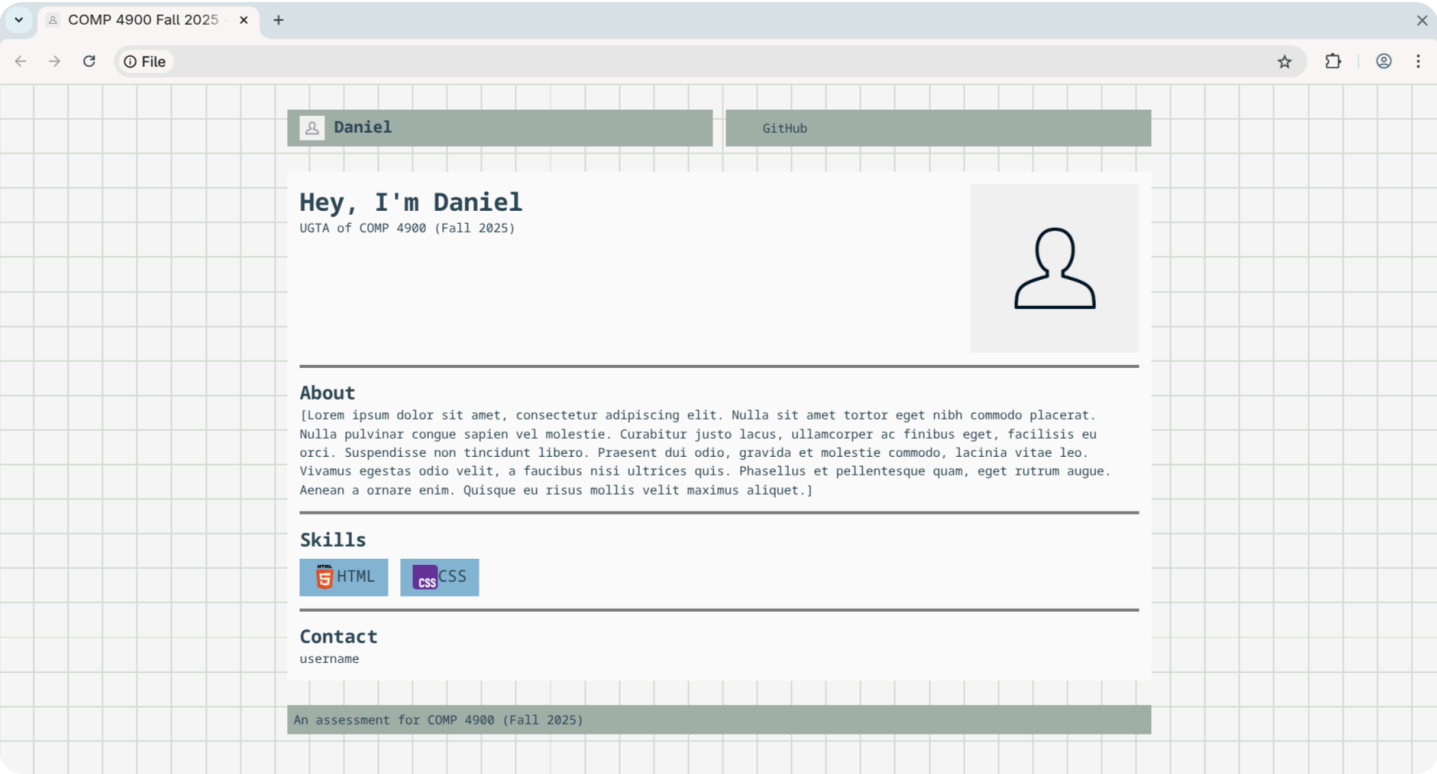 COMP 4900 Fall 2025 -
File
Daniel
GitHub
Hey, I'm Daniel
UGTA of COMP 4900 (Fall 2025)
About
[Lorem ipsum dolor sit amet, consectetur adipiscing elit. Nulla sit amet tortor eget nibh commodo placerat.
Nulla pulvinar congue sapien vel molestie. Curabitur justo lacus, ullamcorper ac finibus eget, facilisis eu
orci. Suspendisse non tincidunt libero. Praesent dui odio, gravida et molestie commodo, lacinia vitae leo.
Vivamus egestas odio velit, a faucibus nisi ultrices quis. Phasellus et pellentesque quam, eget rutrum augue.
Aenean a ornare enim. Quisque eu risus mollis velit maximus aliquet.]
Skills
HTML 5 HTML
CSS CSS
Contact
username
An assessment for COMP 4900 (Fall 2025)